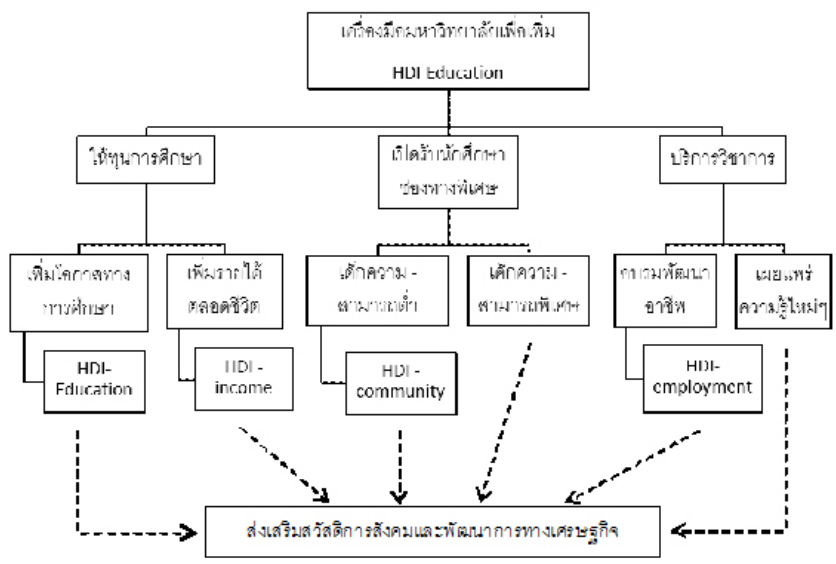 เครื่องมือมหาวิทยาลัยเพื่อเพิ่ม
HDI Education
ให้ทุนการศึกษา
เปิดรับนักศึกษา
ช่องทางพิเศษ
บริการวิชาการ
เพิ่มโอกาสทาง
การศึกษา
เพิ่มรายได้
ตลอดชีวิต
เด็กความ -
สามารถต่ำ
เด็กความ -
สามารถพิเศษ
อบรมพัฒนา
อาชีพ
เผยแพร่
ความรู้ใหม่ๆ
HDI-
Education
HDI -
income
HDI -
community
HDI-
employment
ส่งเสริมสวัสดิการสังคมและพัฒนาการทางเศรษฐกิจ